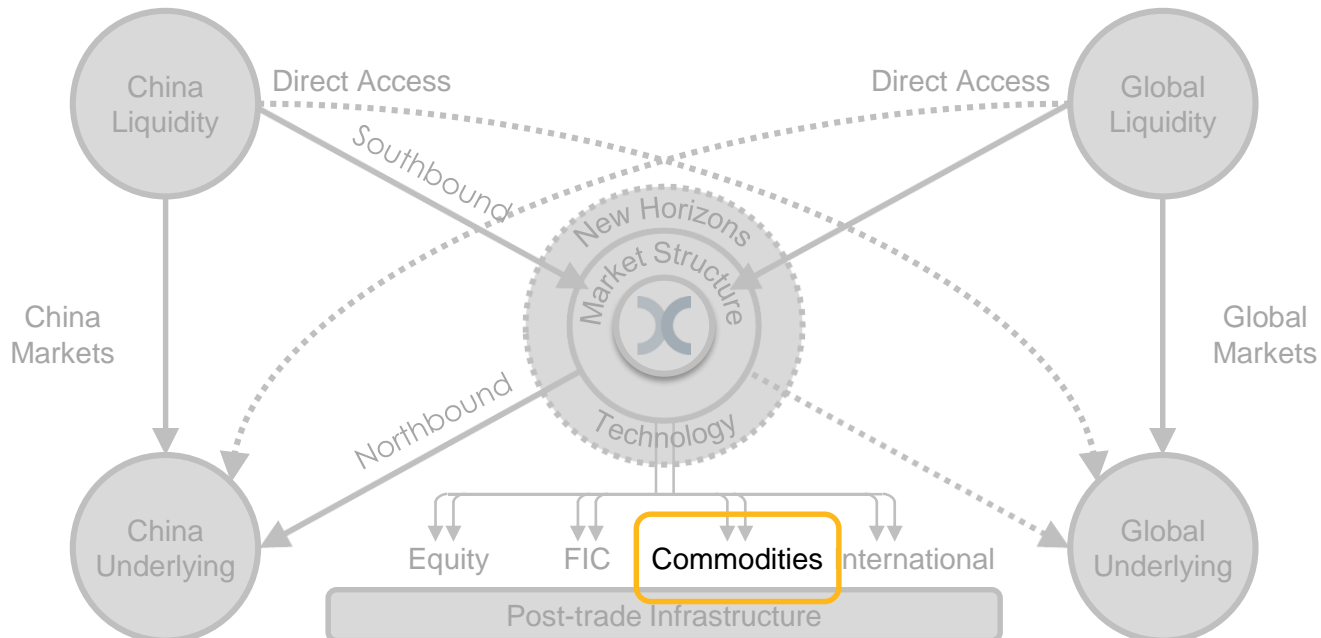 China
Liquidity
Direct Access
Direct Access
Global
Liquidity
Southbound
New Horizons
Market Structure
China
Markets
Global
Markets
Northbound
Technology
China
Underlying
Equity
FIC
Commodities
International
Global
Underlying
Post-trade Infrastructure